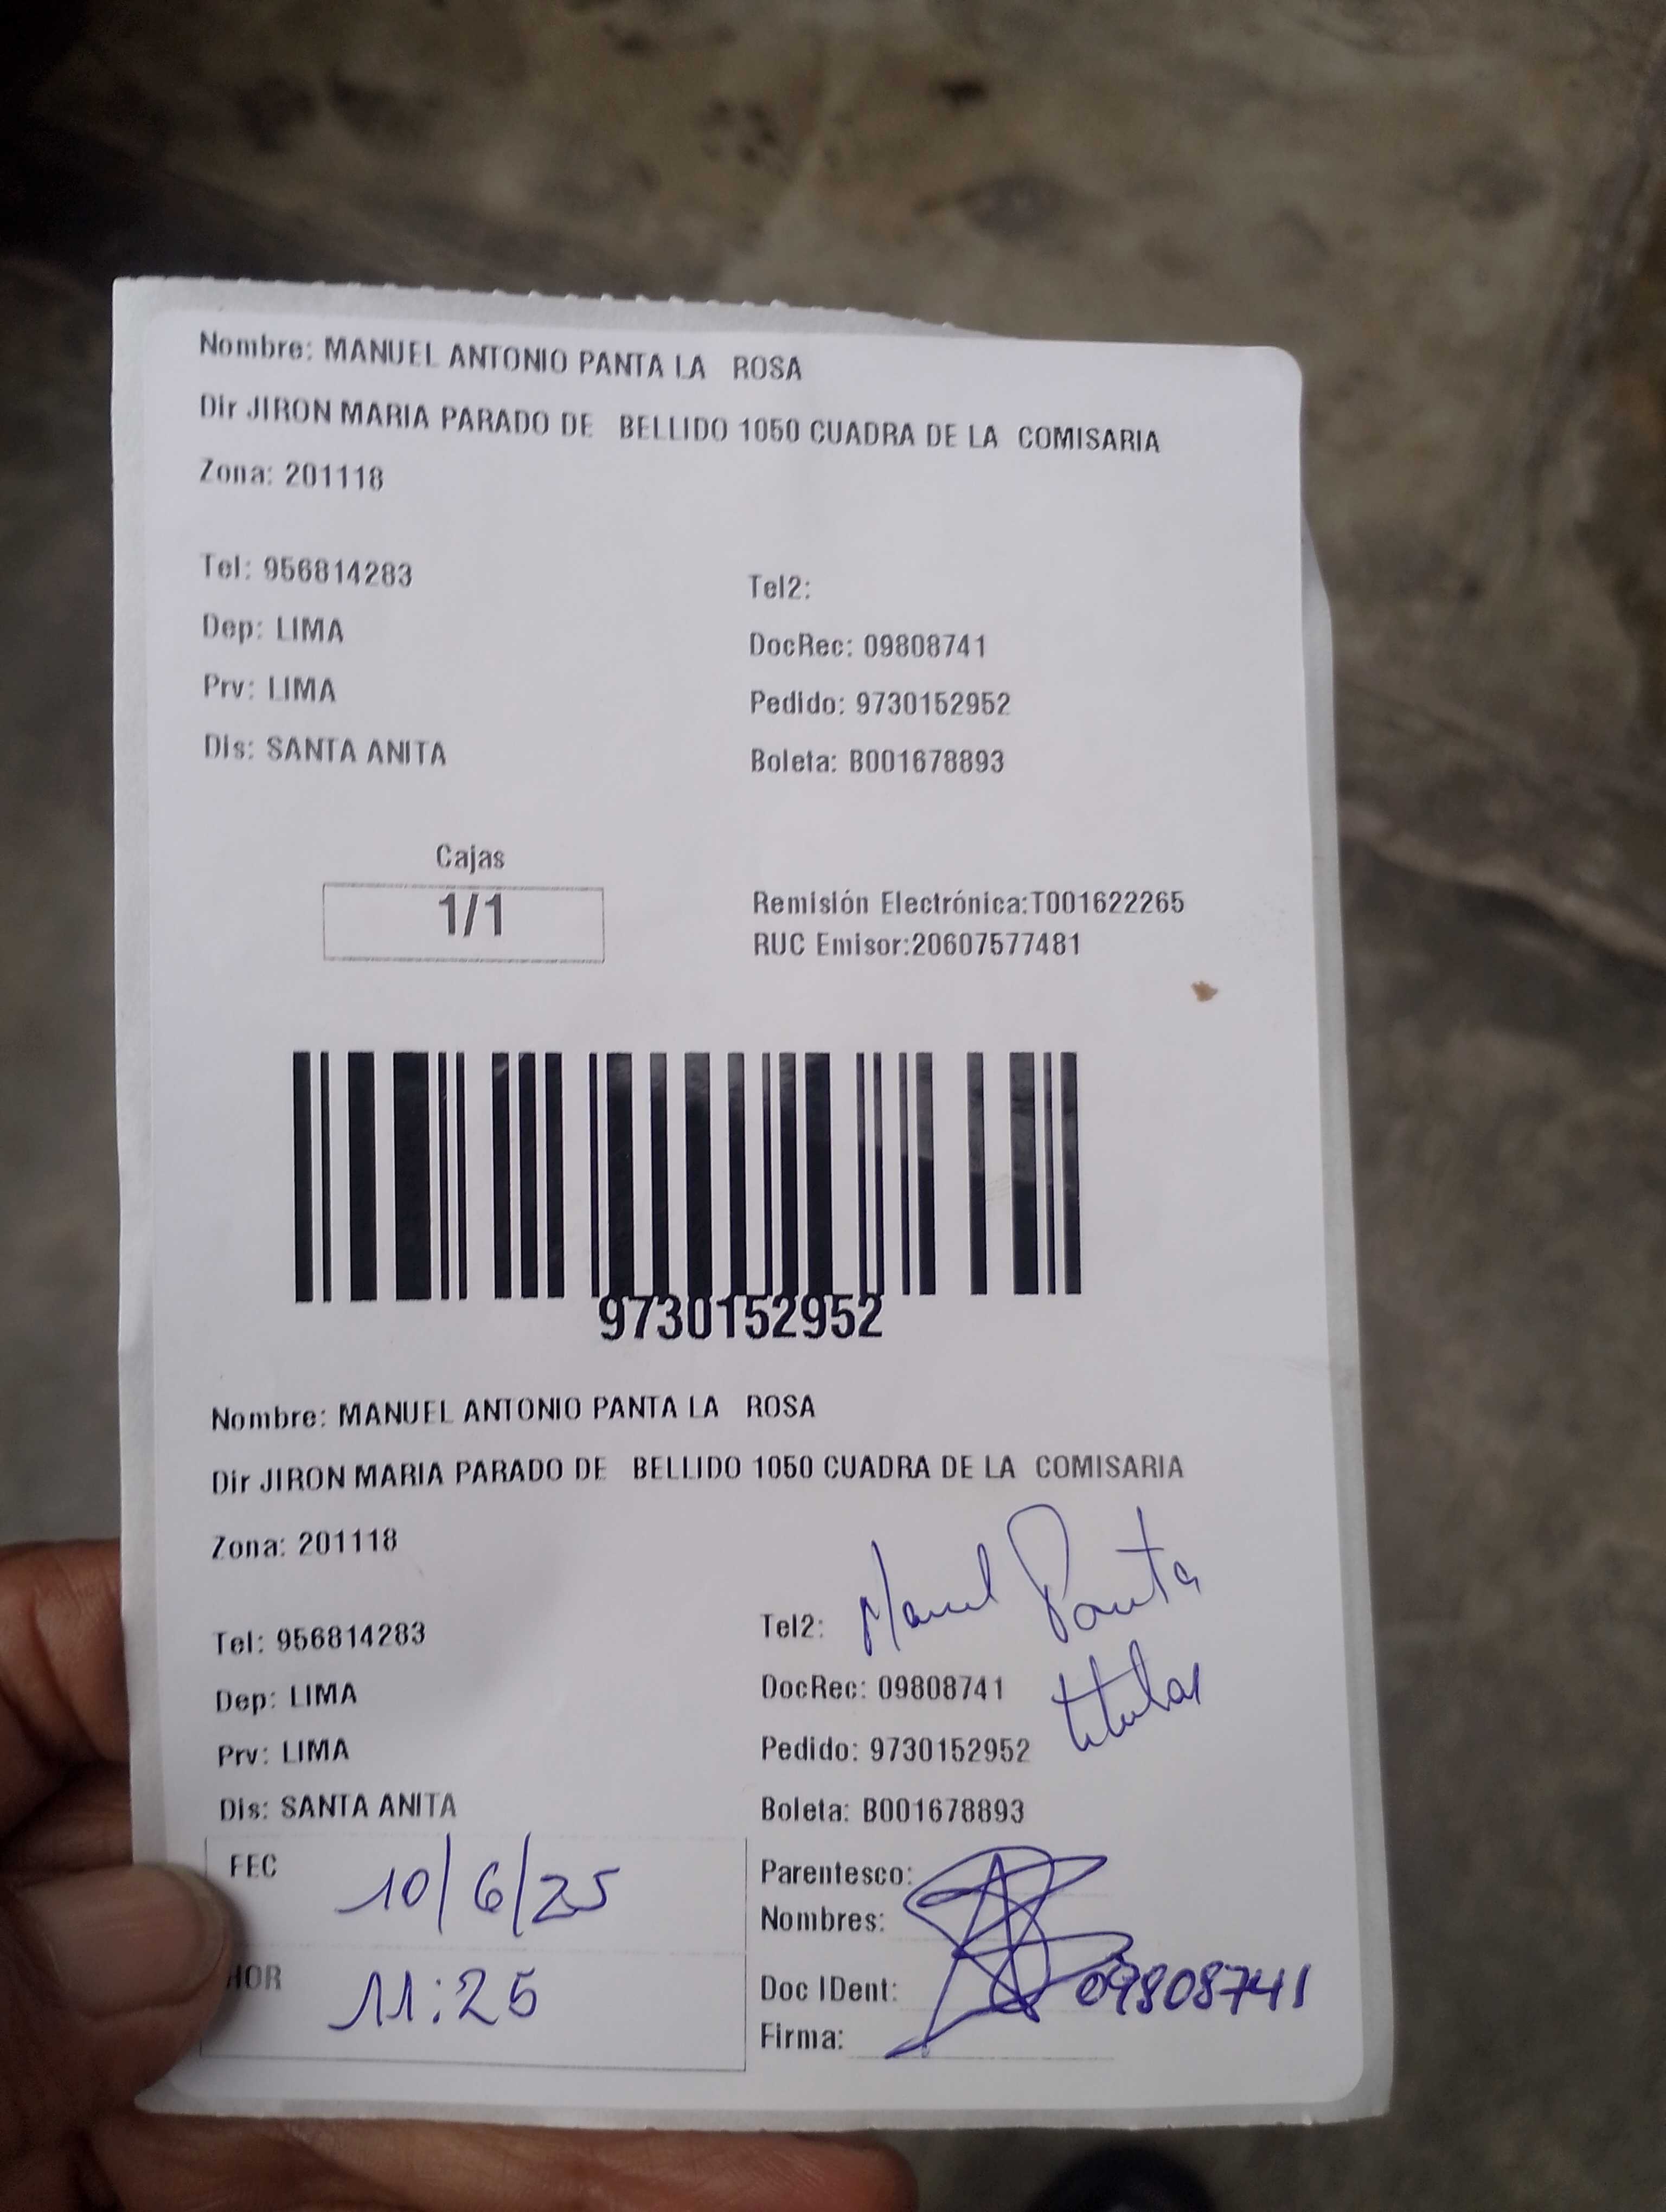 Nombre: MANUEL ANTONIO PANTA LA ROSA
Dir JIRON MARIA PARADO DE BELLIDO 1050 CUADRA DE LA COMISARIA
Zona: 201118
Tel: 956814283
Tel2:
Dep: LIMA
DocRec: 09808741
Prv: LIMA
Pedido: 9730152952
Dis: SANTA ANITA
Boleta: B001678893
Cajas
1/1
Remisión Electrónica:T001622265
RUC Emisor:20607577481
9730152952
Nombre: MANUEL ANTONIO PANTA LA ROSA
Dir JIRON MARIA PARADO DE BELLIDO 1050 CUADRA DE LA COMISARIA
Zona: 201118
Manuel Panta
titular
Tel: 956814283
Tel2:
Dep: LIMA
DocRec: 09808741
Prv: LIMA
Pedido: 9730152952
Dis: SANTA ANITA
Boleta: B001678893
FEC 10/6/25
Parentesco:
Nombres:
HOR 11:25
Doc IDent: 09808741
Firma: